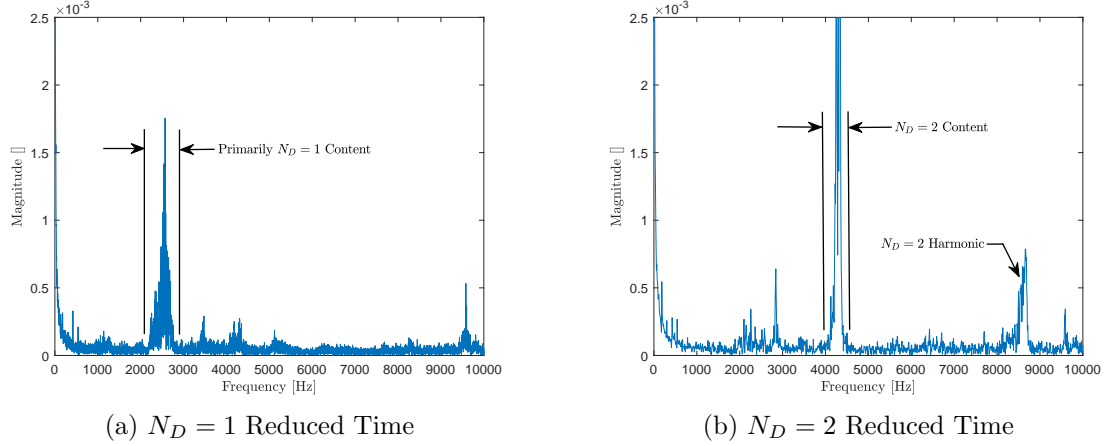 ×10⁻³
2.5
2
1.5
1
0.5
0
Magnitude []
Primarily N_D = 1 Content
0 1000 2000 3000 4000 5000 6000 7000 8000 9000 10000
Frequency [Hz]
(a) N_D = 1 Reduced Time
×10⁻³
2.5
2
1.5
1
0.5
0
Magnitude []
N_D = 2 Content
N_D = 2 Harmonic
0 1000 2000 3000 4000 5000 6000 7000 8000 9000 10000
Frequency [Hz]
(b) N_D = 2 Reduced Time